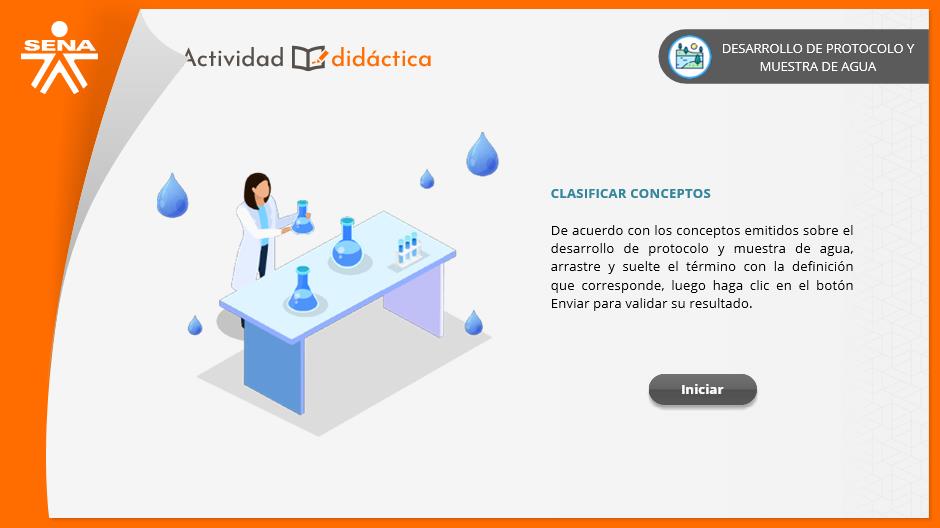 SENA
Actividad didáctica
DESARROLLO DE PROTOCOLO Y
MUESTRA DE AGUA
CLASIFICAR CONCEPTOS
De acuerdo con los conceptos emitidos sobre el
desarrollo de protocolo y muestra de agua,
arrastre y suelte el término con la definición
que corresponde, luego haga clic en el botón
Enviar para validar su resultado.
Iniciar